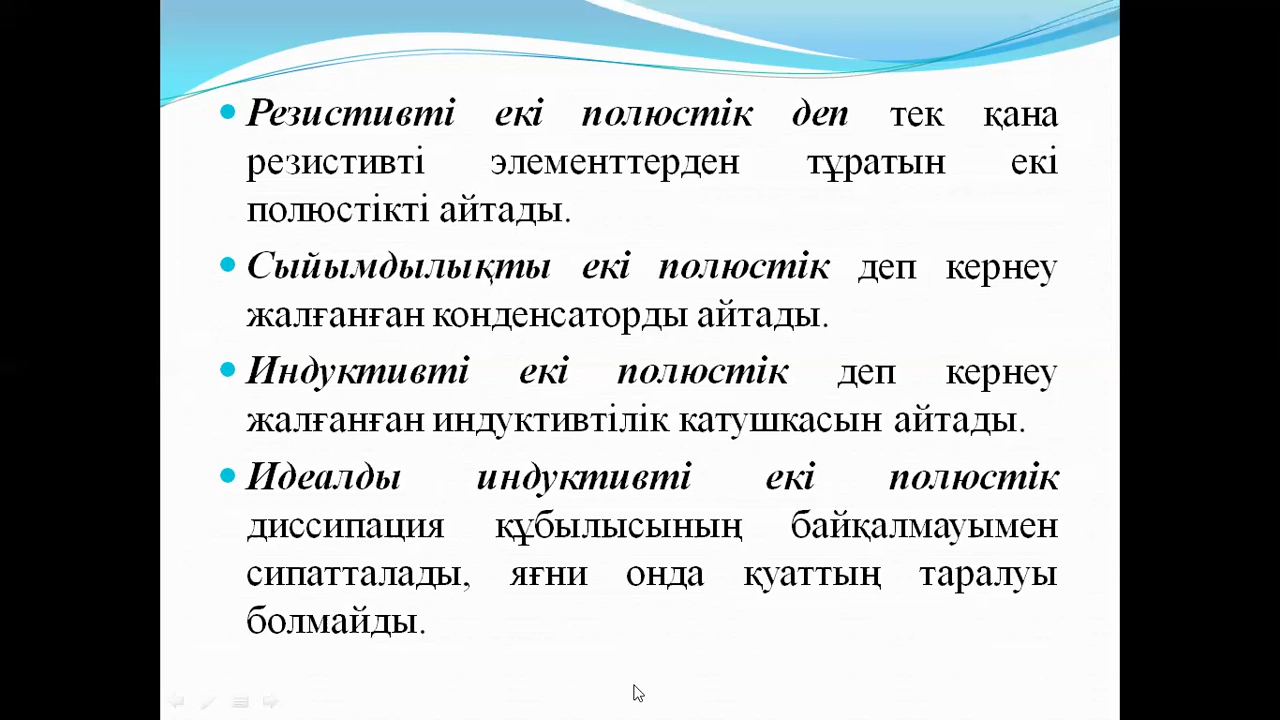 Резистивті екі полюстік деп тек қана
резистивті элементтерден тұратын екі
полюстікті айтады.
Сыйымдылықты екі полюстік деп кернеу
жалғанған конденсаторды айтады.
Индуктивті екі полюстік деп кернеу
жалғанған индуктивтілік катушкасын айтады.
Идеалды индуктивті екі полюстік
диссипация құбылысының байқалмауымен
сипатталады, яғни онда қуаттың таралуы
болмайды.